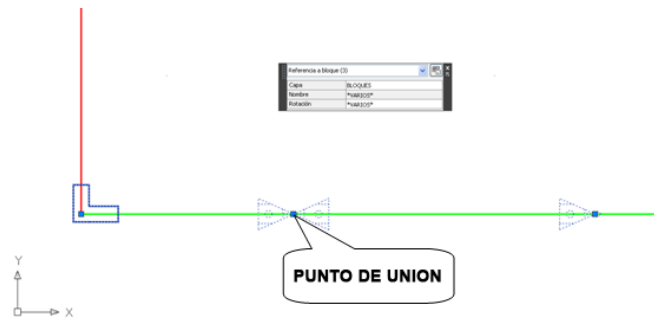 Referencia a bloque (3)
Capa BLOQUES
Nombre *VARIOS*
Rotación *VARIOS*
PUNTO DE UNION
Y
X